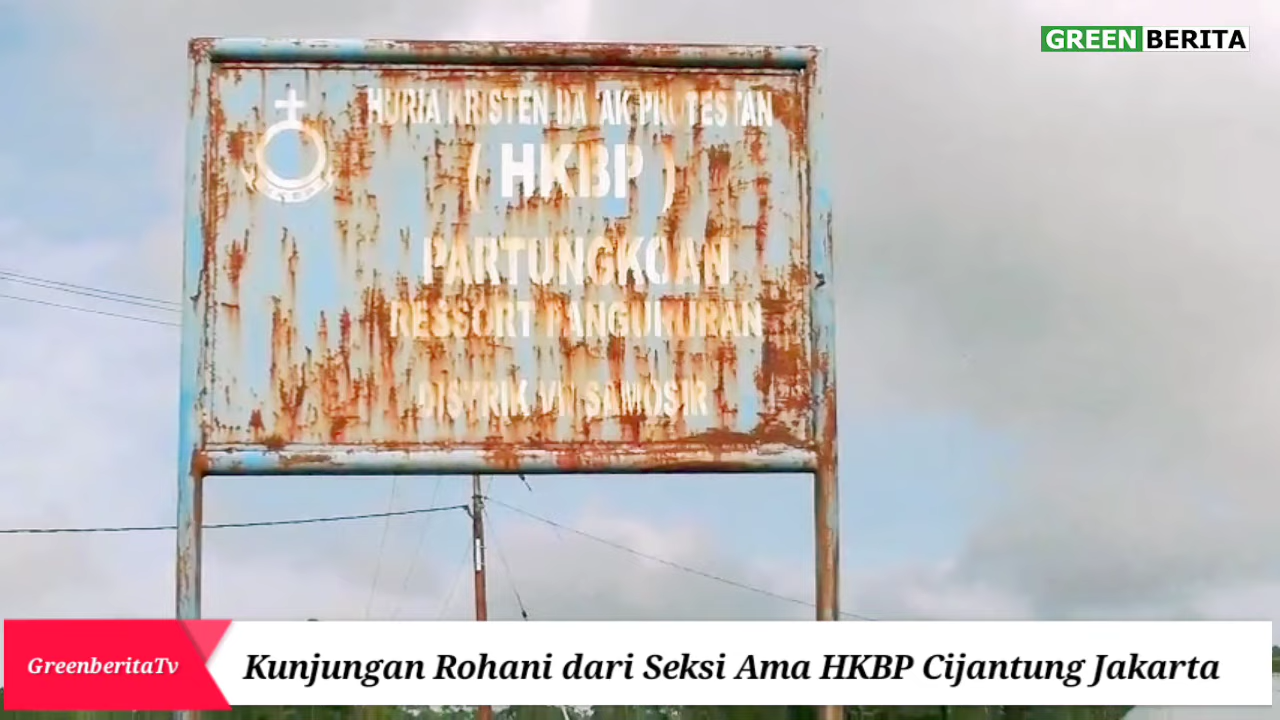 GREEN BERITA
HURIA KRISTEN BATAK PROTESTAN
( HKBP )
PARTUNGKOAN
RESSORT PANGURURAN
DISTRIK VII SAMOSIR
GreenberitaTv
Kunjungan Rohani dari Seksi Ama HKBP Cijantung Jakarta